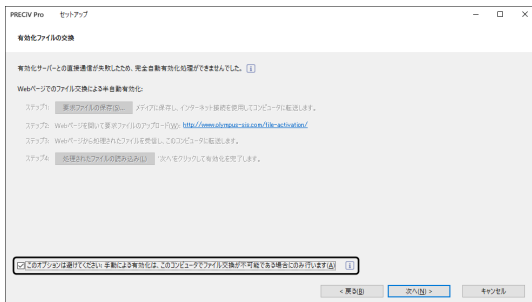 PRECiV Pro セットアップ
有効化ファイルの交換
有効化サーバーとの直接通信が失敗したため、完全自動有効化処理ができませんでした。 i
Webページでのファイル交換による半自動有効化:
ステップ1: 要求ファイルの保存(S)... メディアに保存し、インターネット接続を使用してコンピュータに転送します。
ステップ2: Webページを開いて要求ファイルのアップロード(W): http://www.olympus-sis.com/file-activation/
ステップ3: Webページから処理されたファイルを受信し、このコンピュータに転送します。
ステップ4: 処理されたファイルの読み込み(L) '次へ'をクリックして有効化を完了します。
このオプションは避けてください: 手動による有効化は、このコンピュータでファイル交換が不可能である場合にのみ行います(A) i
< 戻る(B) 次へ(N) > キャンセル